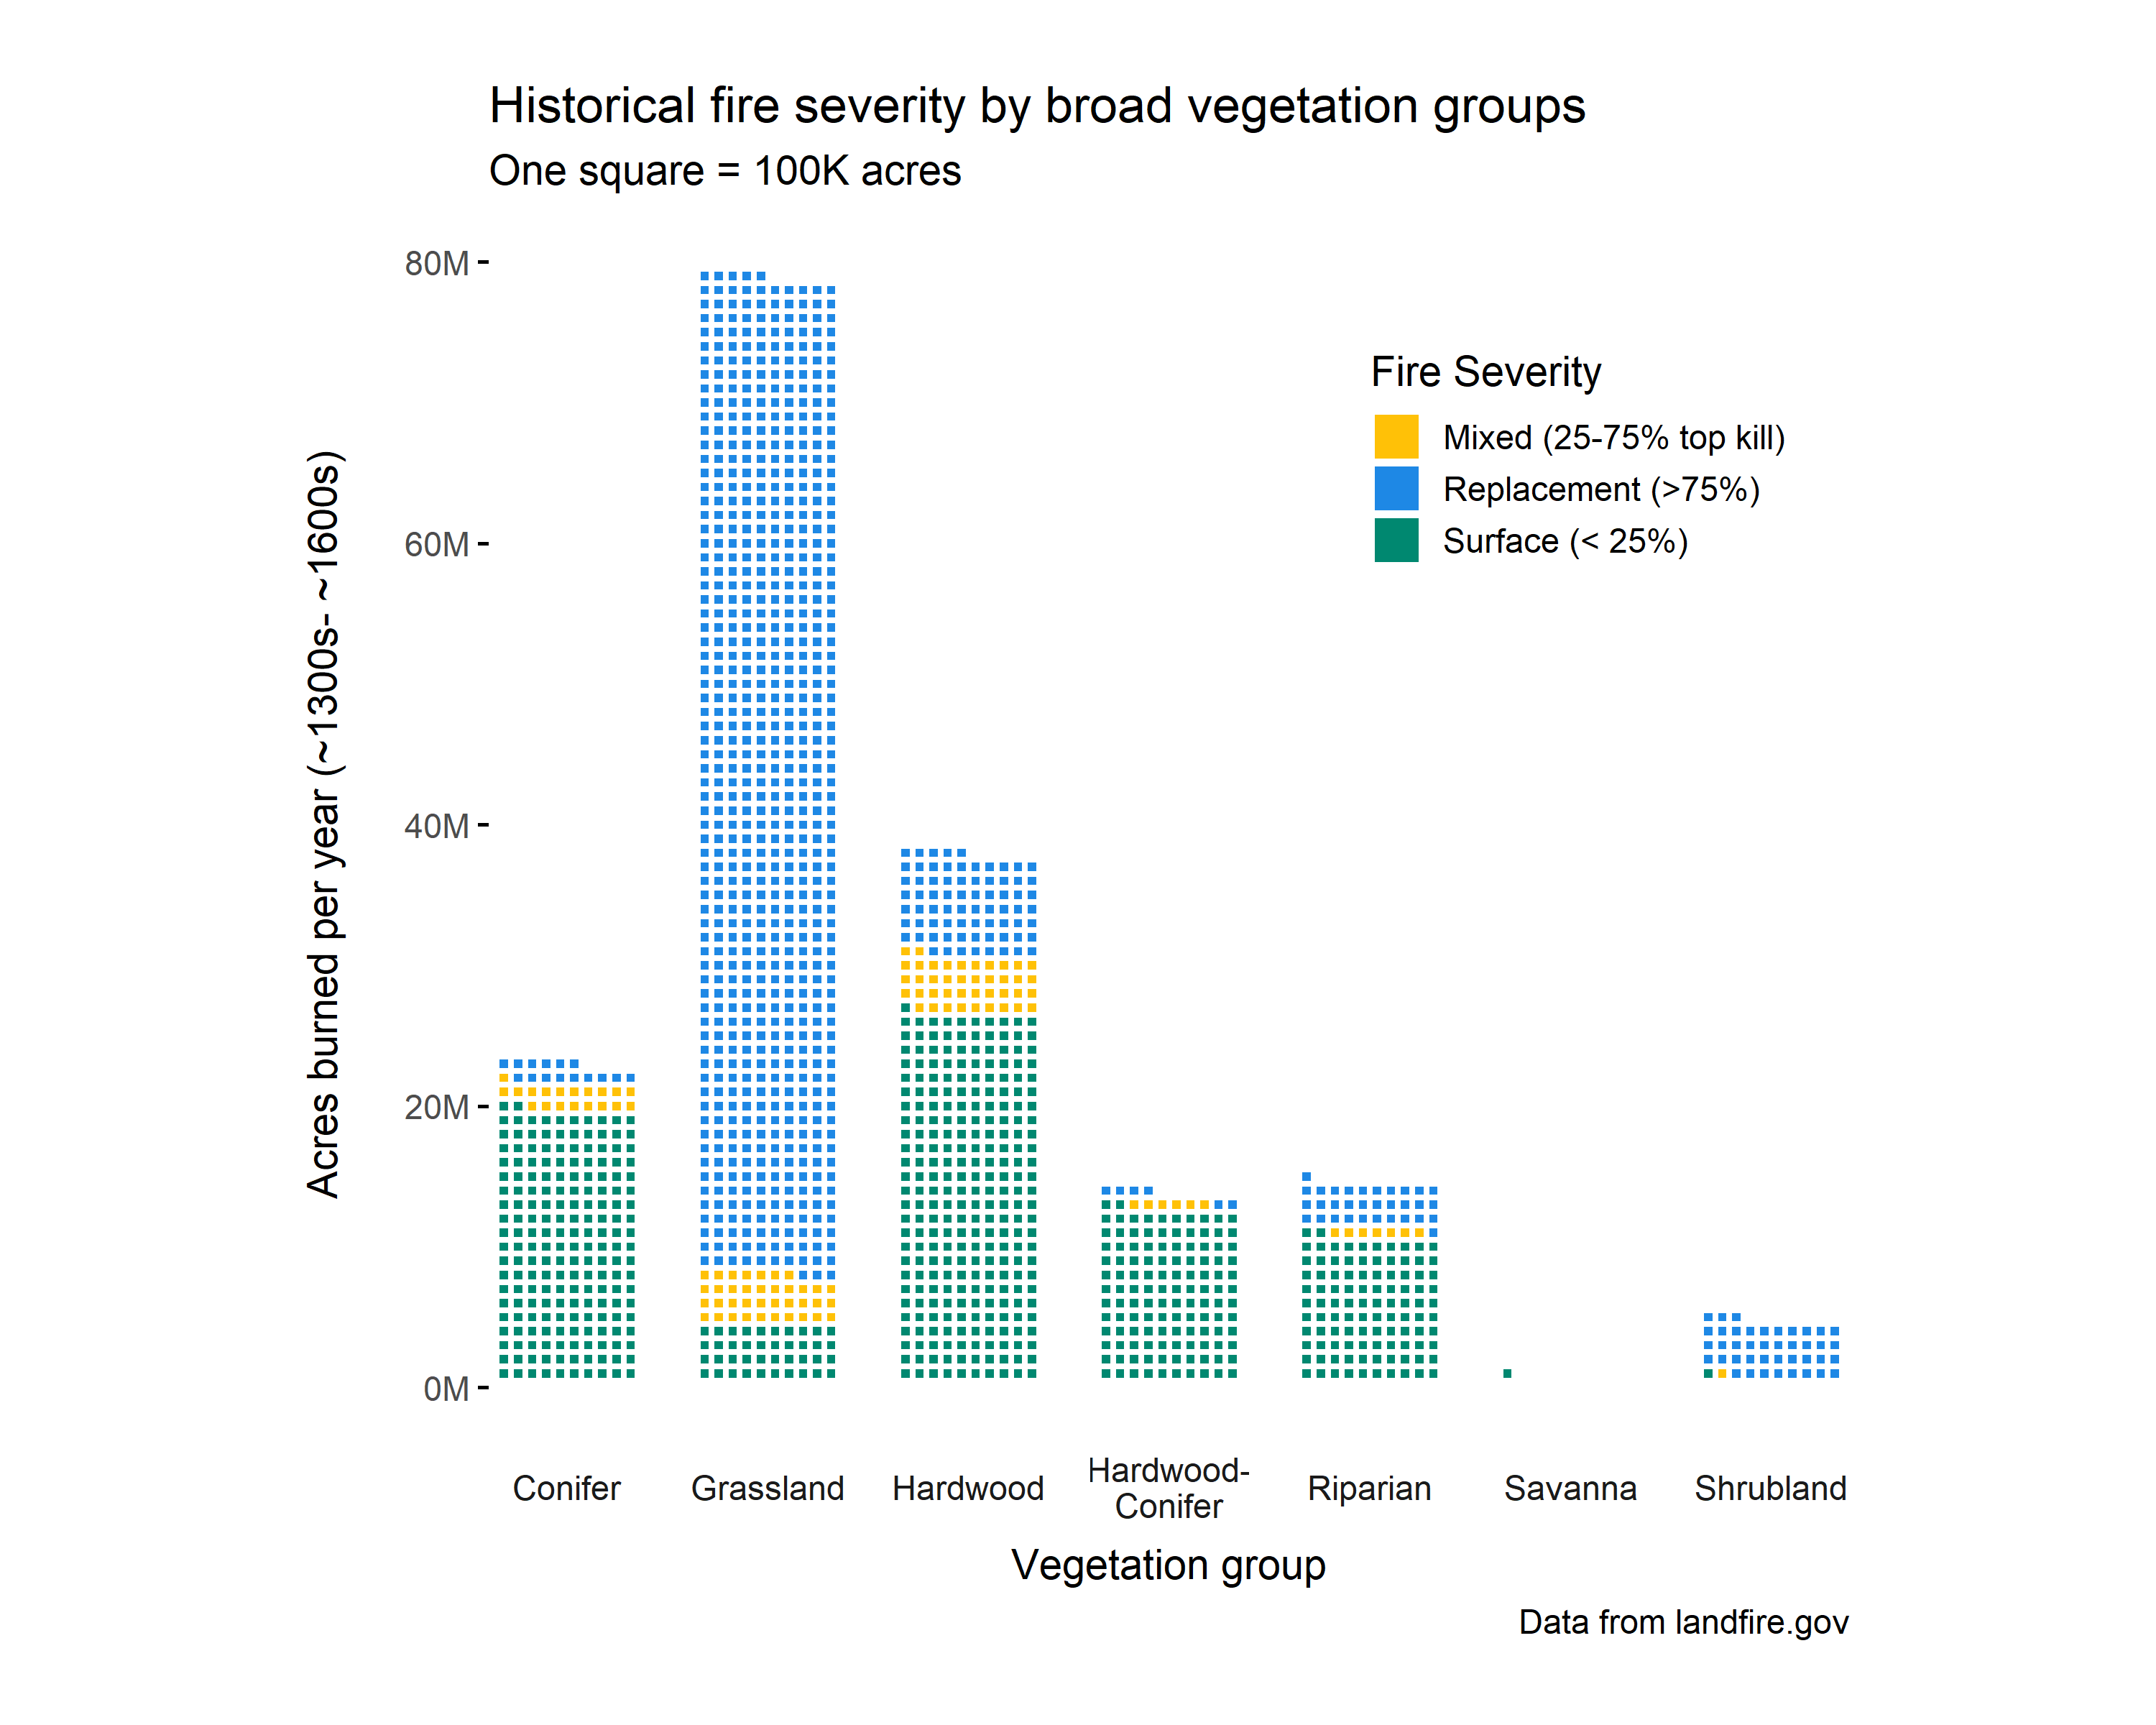 Historical fire severity by broad vegetation groups
One square = 100K acres
80M
60M
40M
20M
0M
Acres burned per year (~1300s- ~1600s)
Fire Severity
Mixed (25-75% top kill)
Replacement (>75%)
Surface (< 25%)
Conifer
Grassland
Hardwood
Hardwood-
Conifer
Riparian
Savanna
Shrubland
Vegetation group
Data from landfire.gov